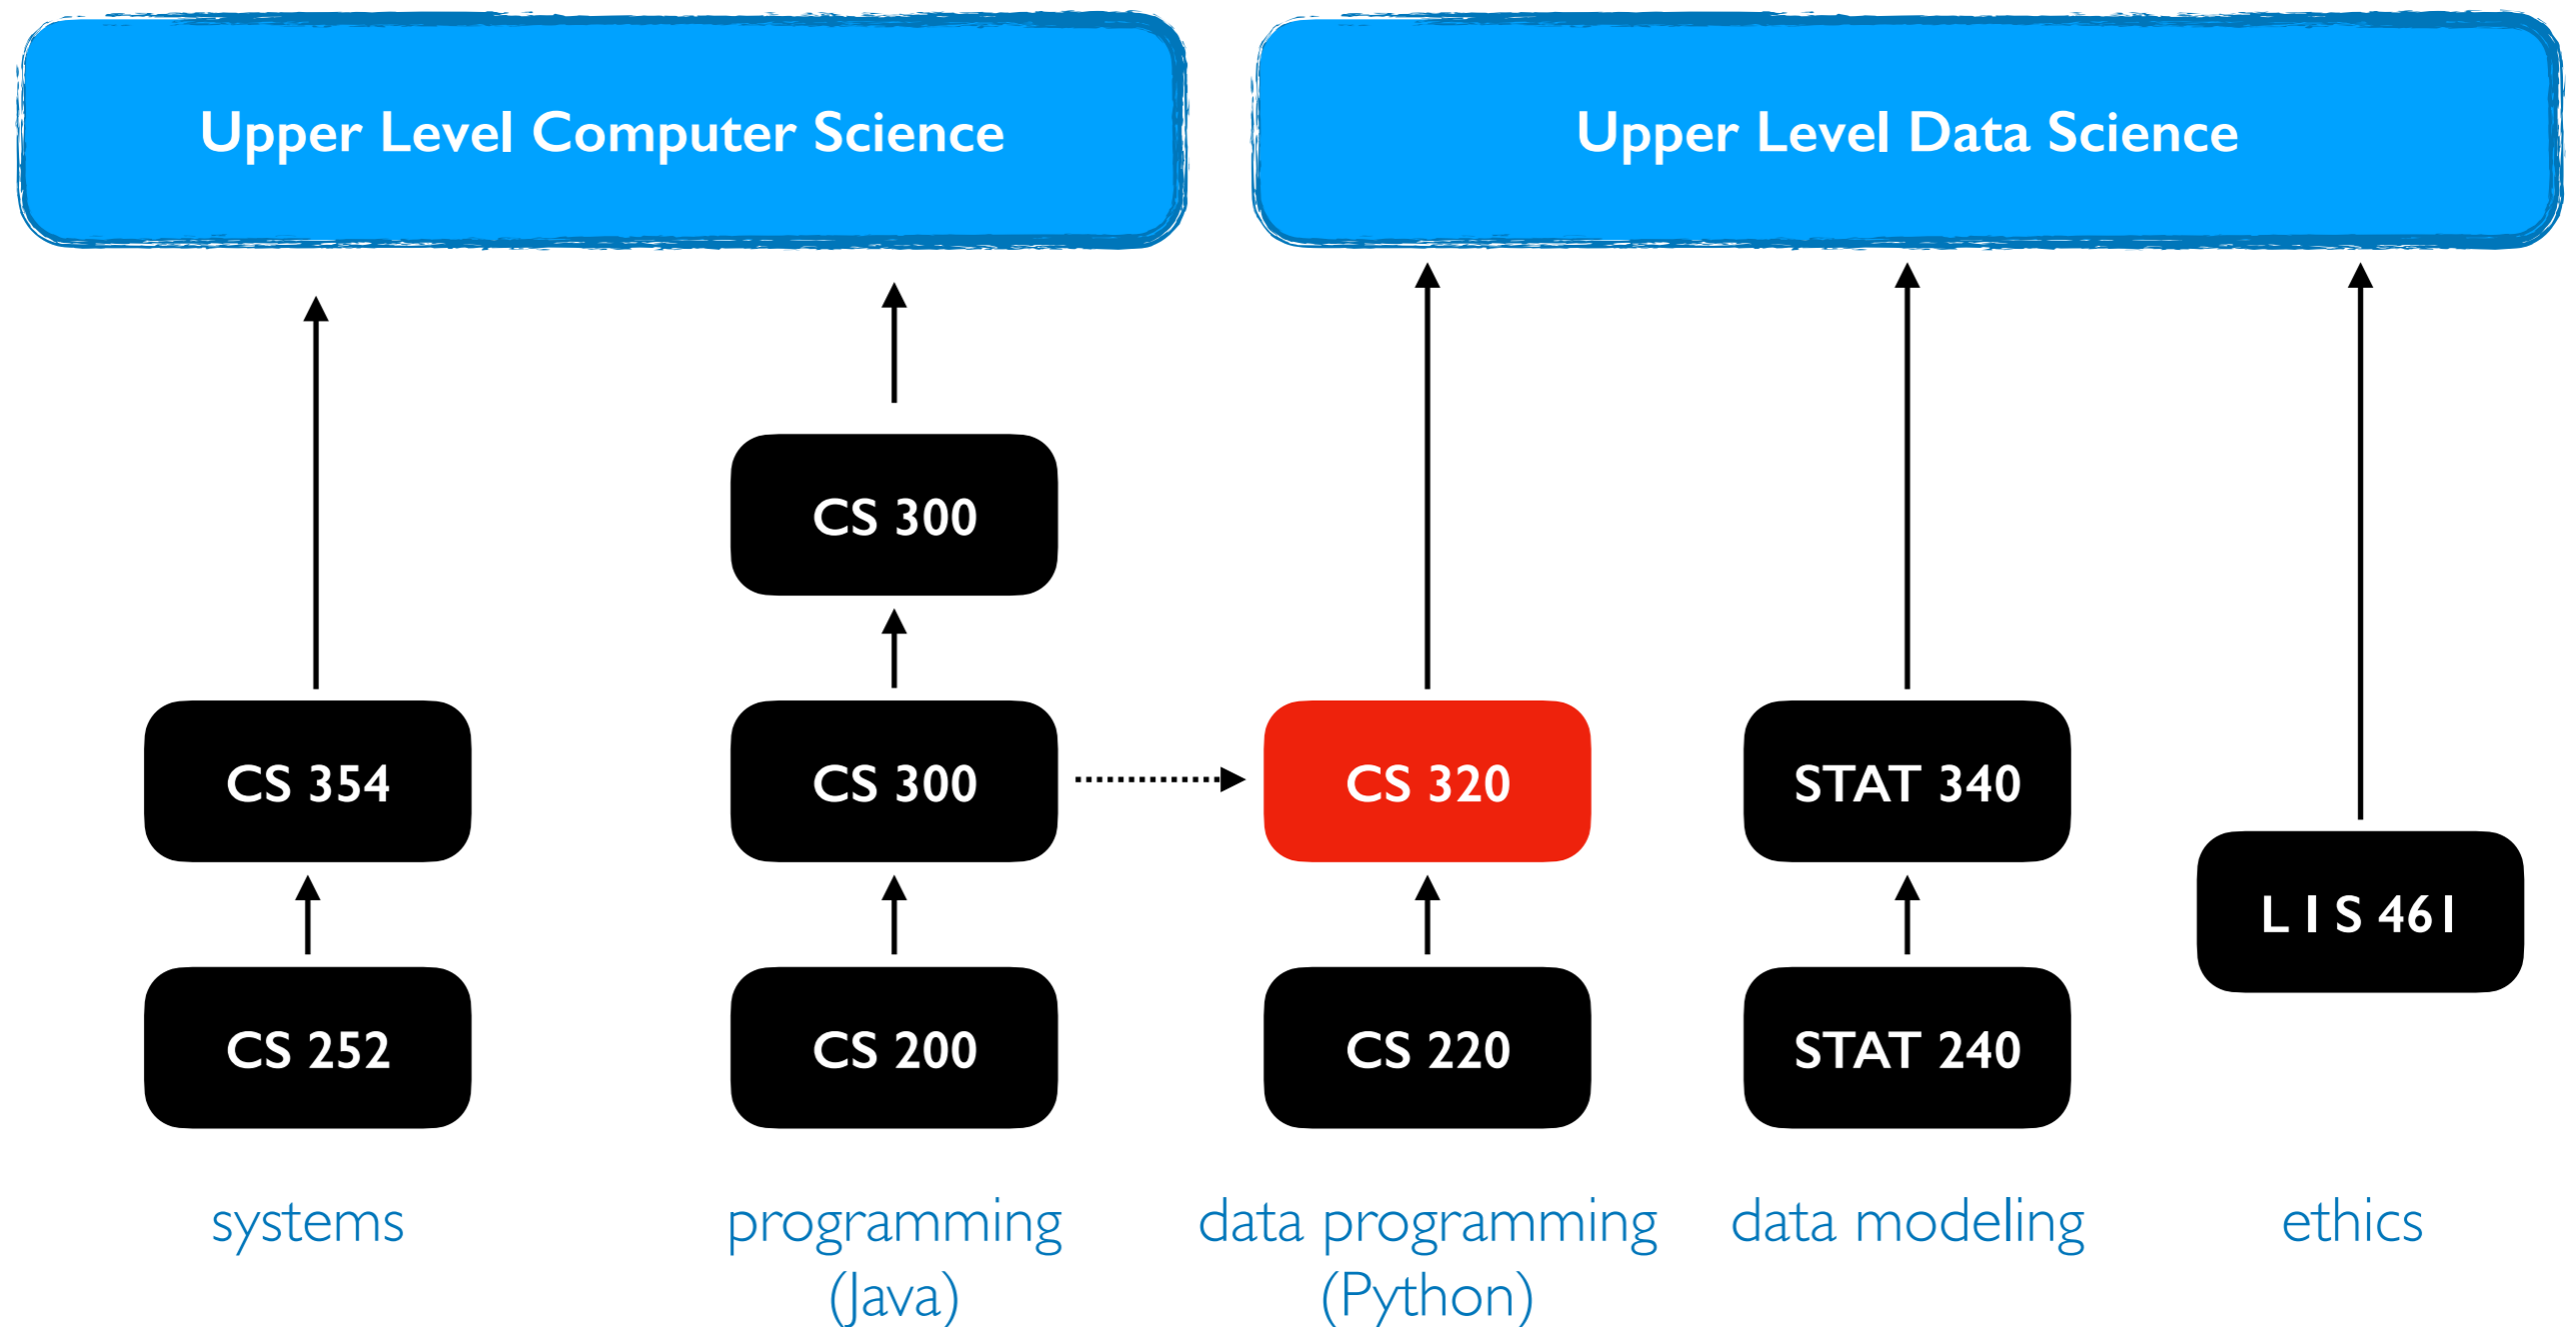 Upper Level Computer Science
Upper Level Data Science
CS 300
CS 354
CS 300
CS 320
STAT 340
L I S 461
CS 252
CS 200
CS 220
STAT 240
systems
programming
(Java)
data programming
(Python)
data modeling
ethics